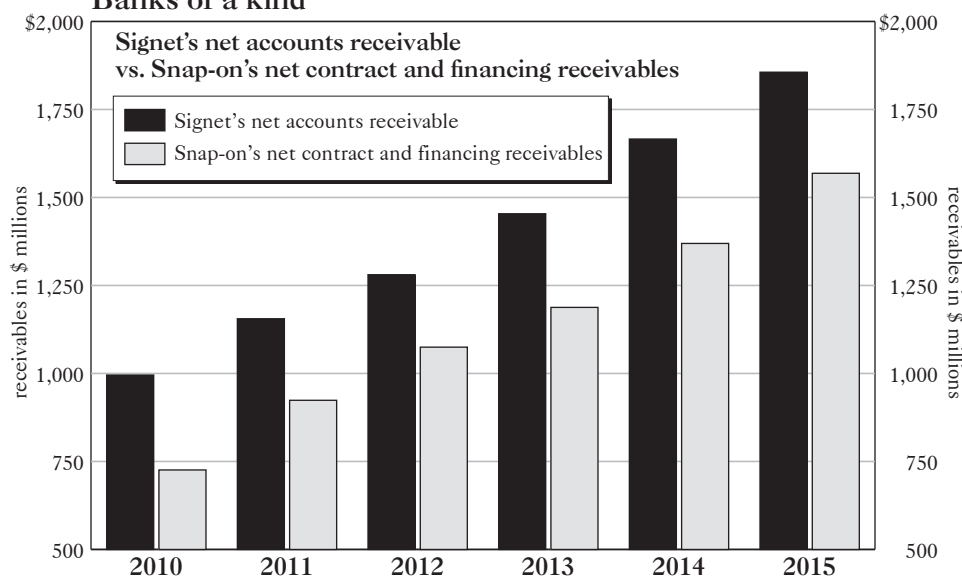 Banks of a kind
Signet's net accounts receivable
vs. Snap-on's net contract and financing receivables
Signet's net accounts receivable
Snap-on's net contract and financing receivables
$2,000
1,750
1,500
1,250
1,000
750
500
receivables in $ millions
$2,000
1,750
1,500
1,250
1,000
750
500
receivables in $ millions
2010 2011 2012 2013 2014 2015